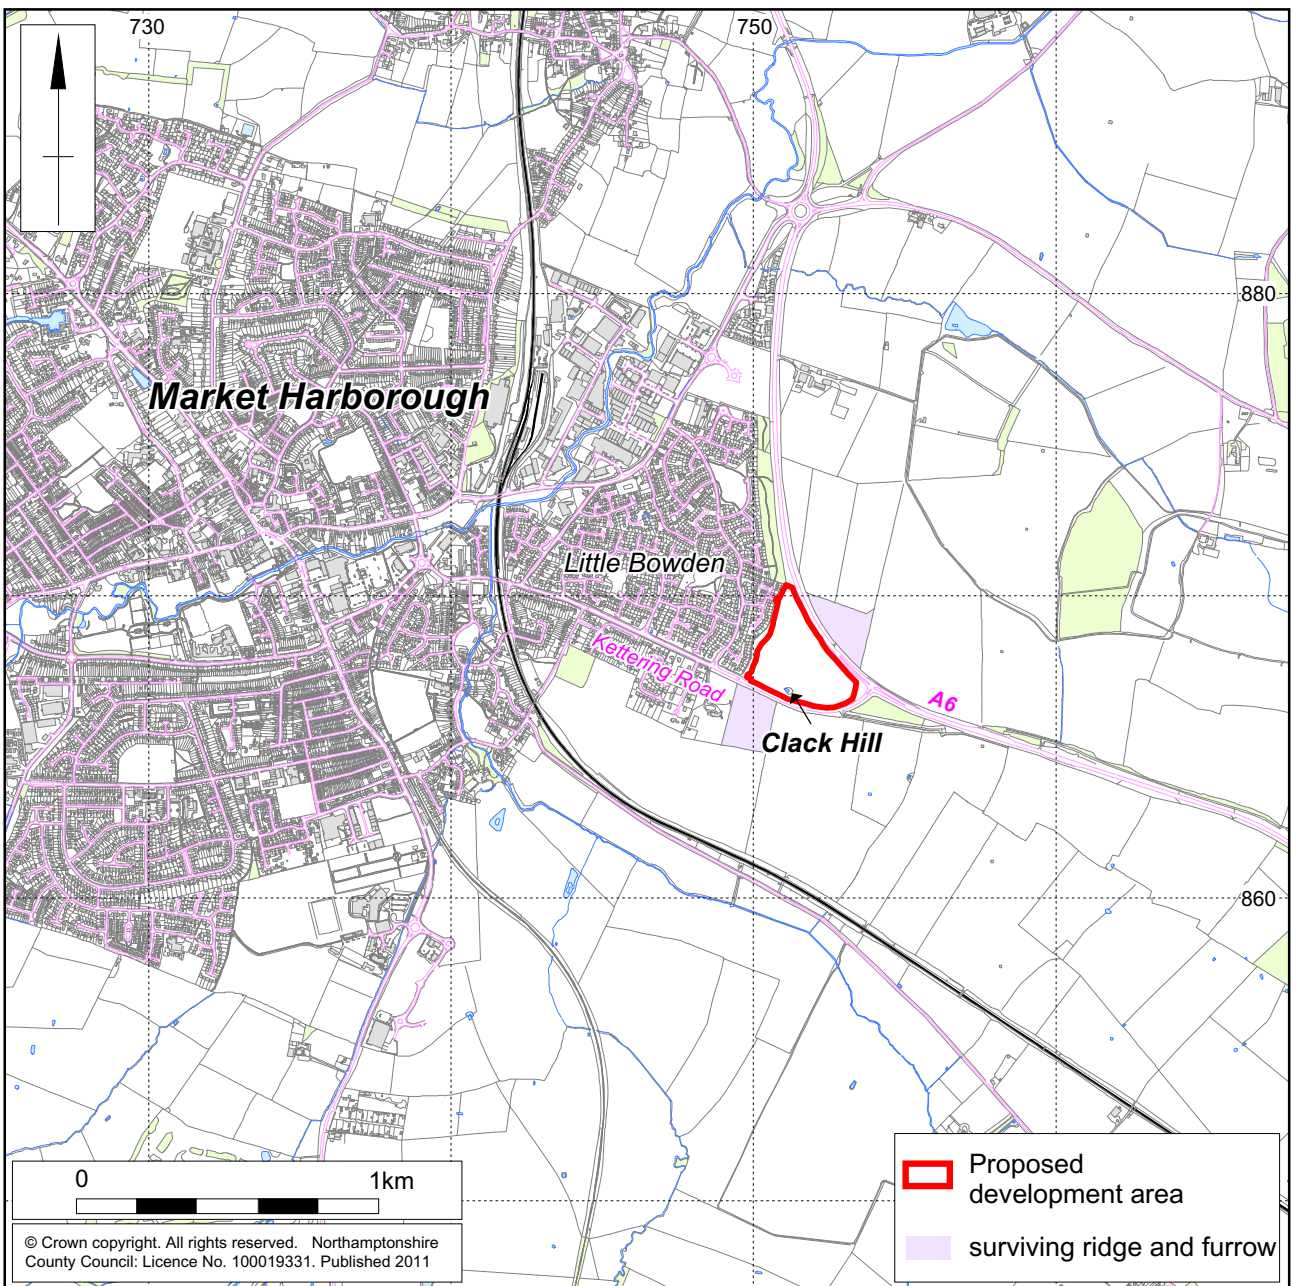 730
750
880
Market Harborough
Little Bowden
Kettering Road
A6
Clack Hill
860
0 1km
© Crown copyright. All rights reserved. Northamptonshire
County Council: Licence No. 100019331. Published 2011
Proposed
development area
surviving ridge and furrow